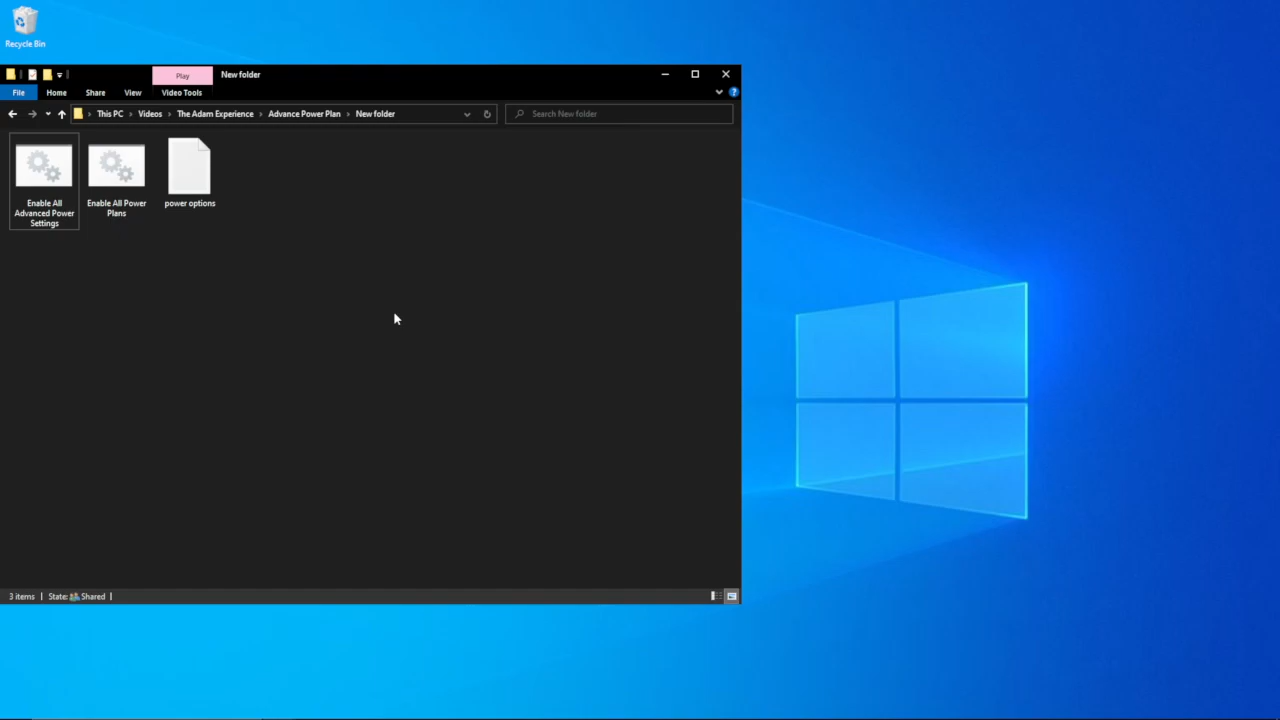 Recycle Bin
Play
New folder
File
Home
Share
View
Video Tools
This PC
Videos
The Adam Experience
Advance Power Plan
New folder
Search New folder
Enable All
Advanced Power
Settings
Enable All Power
Plans
power options
3 items
State:
Shared